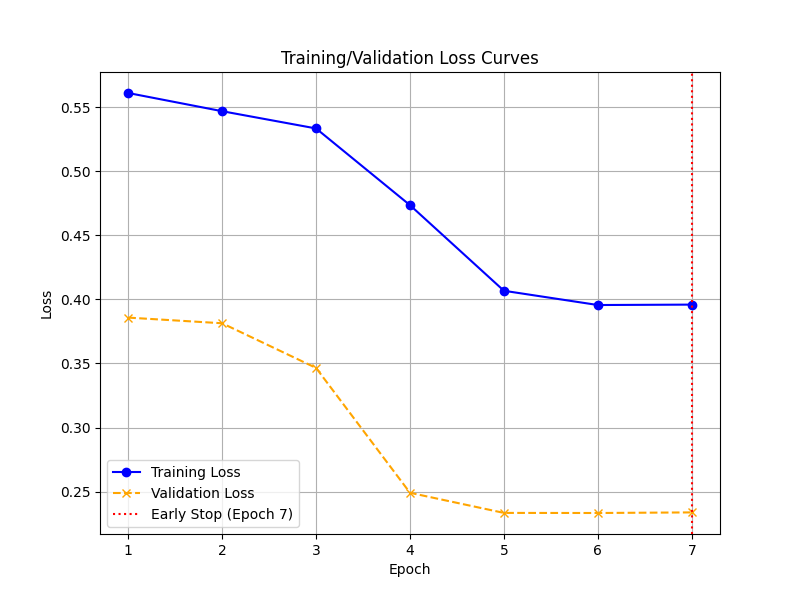 Training/Validation Loss Curves
0.55
0.50
0.45
0.40
0.35
0.30
0.25
Loss
Training Loss
Validation Loss
Early Stop (Epoch 7)
1 2 3 4 5 6 7
Epoch